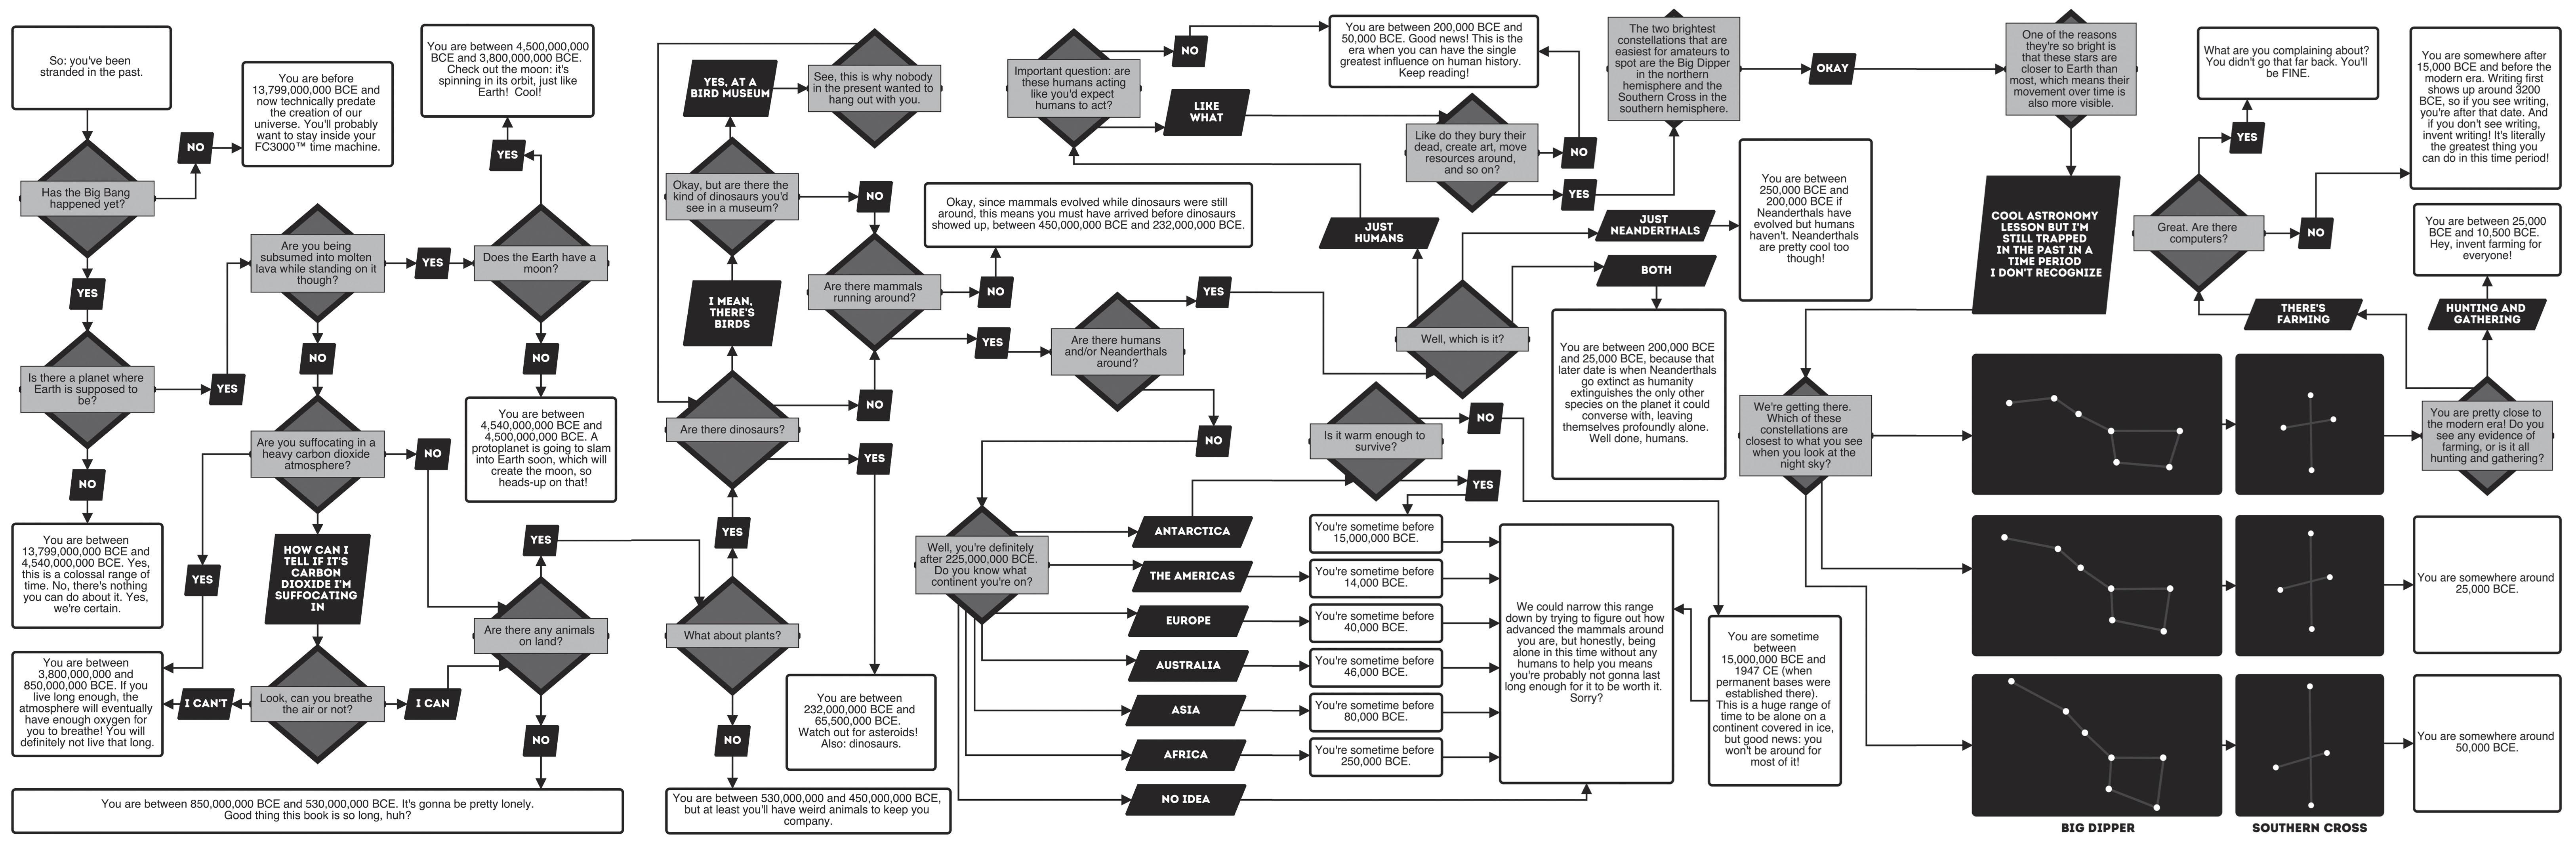 So: you've been
stranded in the past.
Has the Big Bang
happened yet?
NO
You are before
13,799,000,000 BCE and
now technically predate
the creation of our
universe. You'll probably
want to stay inside your
FC3000™ time machine.
YES
Is there a planet where
Earth is supposed to
be?
NO
You are between
13,799,000,000 BCE and
4,540,000,000 BCE. Yes,
this is a colossal range of
time. No, there's nothing
you can do about it. Yes,
we're certain.
YES
Are you being
subsumed into molten
lava while standing on it
though?
YES
Does the Earth have a
moon?
YES
You are between 4,500,000,000
BCE and 3,800,000,000 BCE.
Check out the moon: it's
spinning in its orbit, just like
Earth! Cool!
NO
You are between
4,540,000,000 BCE and
4,500,000,000 BCE. A
protoplanet is going to slam
into Earth soon, which will
create the moon, so
heads-up on that!
NO
Are you suffocating in a
heavy carbon dioxide
atmosphere?
NO
YES
You are between
3,800,000,000 and
850,000,000 BCE. If you
live long enough, the
atmosphere will eventually
have enough oxygen for
you to breathe! You will
definitely not live that long.
HOW CAN I
TELL IF IT'S
CARBON
DIOXIDE I'M
SUFFOCATING
IN
Look, can you breathe
the air or not?
I CAN'T
I CAN
Are there any animals
on land?
YES
NO
You are between 850,000,000 BCE and 530,000,000 BCE. It's gonna be pretty lonely.
Good thing this book is so long, huh?
What about plants?
NO
You are between 530,000,000 and 450,000,000 BCE,
but at least you'll have weird animals to keep you
company.
YES
Are there dinosaurs?
NO
YES
You are between
232,000,000 BCE and
65,500,000 BCE.
Watch out for asteroids!
Also: dinosaurs.
I MEAN,
THERE'S
BIRDS
Okay, but are there the
kind of dinosaurs you'd
see in a museum?
YES, AT A
BIRD MUSEUM
See, this is why nobody
in the present wanted to
hang out with you.
NO
Are there mammals
running around?
NO
Okay, since mammals evolved while dinosaurs were still
around, this means you must have arrived before dinosaurs
showed up, between 450,000,000 BCE and 232,000,000 BCE.
YES
Are there humans
and/or Neanderthals
around?
YES
NO
Well, you're definitely
after 225,000,000 BCE.
Do you know what
continent you're on?
ANTARCTICA
THE AMERICAS
EUROPE
AUSTRALIA
ASIA
AFRICA
NO IDEA
Is it warm enough to
survive?
NO
YES
You're sometime before
15,000,000 BCE.
You're sometime before
14,000 BCE.
You're sometime before
40,000 BCE.
You're sometime before
46,000 BCE.
You're sometime before
80,000 BCE.
You're sometime before
250,000 BCE.
We could narrow this range
down by trying to figure out how
advanced the mammals around
you are, but honestly, being
alone in this time without any
humans to help you means
you're probably not gonna last
long enough for it to be worth it.
Sorry?
You are sometime
between
15,000,000 BCE and
1947 CE (when
permanent bases were
established there).
This is a huge range of
time to be alone on a
continent covered in ice,
but good news: you
won't be around for
most of it!
Well, which is it?
JUST
HUMANS
JUST
NEANDERTHALS
You are between
250,000 BCE and
200,000 BCE if
Neanderthals have
evolved but humans
haven't. Neanderthals
are pretty cool too
though!
BOTH
You are between 200,000 BCE
and 25,000 BCE, because that
later date is when Neanderthals
go extinct as humanity
extinguishes the only other
species on the planet it could
converse with, leaving
themselves profoundly alone.
Well done, humans.
Important question: are
these humans acting
like you'd expect
humans to act?
NO
You are between 200,000 BCE and
50,000 BCE. Good news! This is the
era when you can have the single
greatest influence on human history.
Keep reading!
LIKE
WHAT
Like do they bury their
dead, create art, move
resources around,
and so on?
NO
YES
The two brightest
constellations that are
easiest for amateurs to
spot are the Big Dipper
in the northern
hemisphere and the
Southern Cross in the
southern hemisphere.
OKAY
One of the reasons
they're so bright is
that these stars are
closer to Earth than
most, which means their
movement over time is
also more visible.
COOL ASTRONOMY
LESSON BUT I'M
STILL TRAPPED
IN THE PAST IN A
TIME PERIOD
I DON'T RECOGNIZE
We're getting there.
Which of these
constellations are
closest to what you see
when you look at the
night sky?
BIG DIPPER
SOUTHERN CROSS
You are pretty close to
the modern era! Do you
see any evidence of
farming, or is it all
hunting and gathering?
HUNTING AND
GATHERING
You are between 25,000
BCE and 10,500 BCE.
Hey, invent farming for
everyone!
THERE'S
FARMING
Great. Are there
computers?
YES
What are you complaining about?
You didn't go that far back. You'll
be FINE.
NO
You are somewhere after
15,000 BCE and before the
modern era. Writing first
shows up around 3200
BCE, so if you see writing,
you're after that date. And
if you don't see writing,
invent writing! It's literally
the greatest thing you
can do in this time period!
You are somewhere around
25,000 BCE.
You are somewhere around
50,000 BCE.